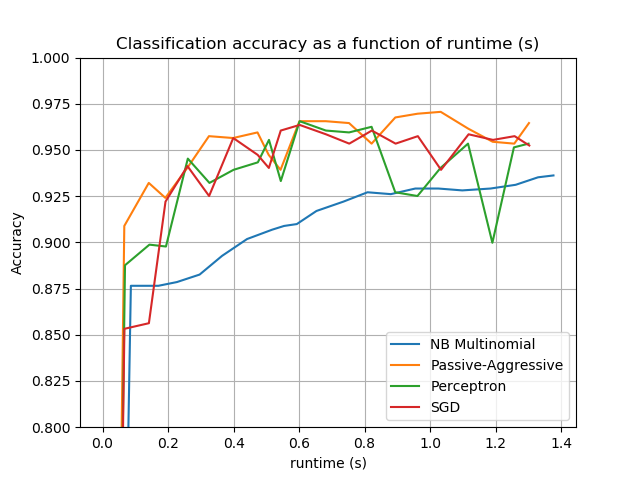 Classification accuracy as a function of runtime (s)
1.000
0.975
0.950
0.925
0.900
0.875
0.850
0.825
0.800
Accuracy
0.0 0.2 0.4 0.6 0.8 1.0 1.2 1.4
runtime (s)
NB Multinomial
Passive-Aggressive
Perceptron
SGD